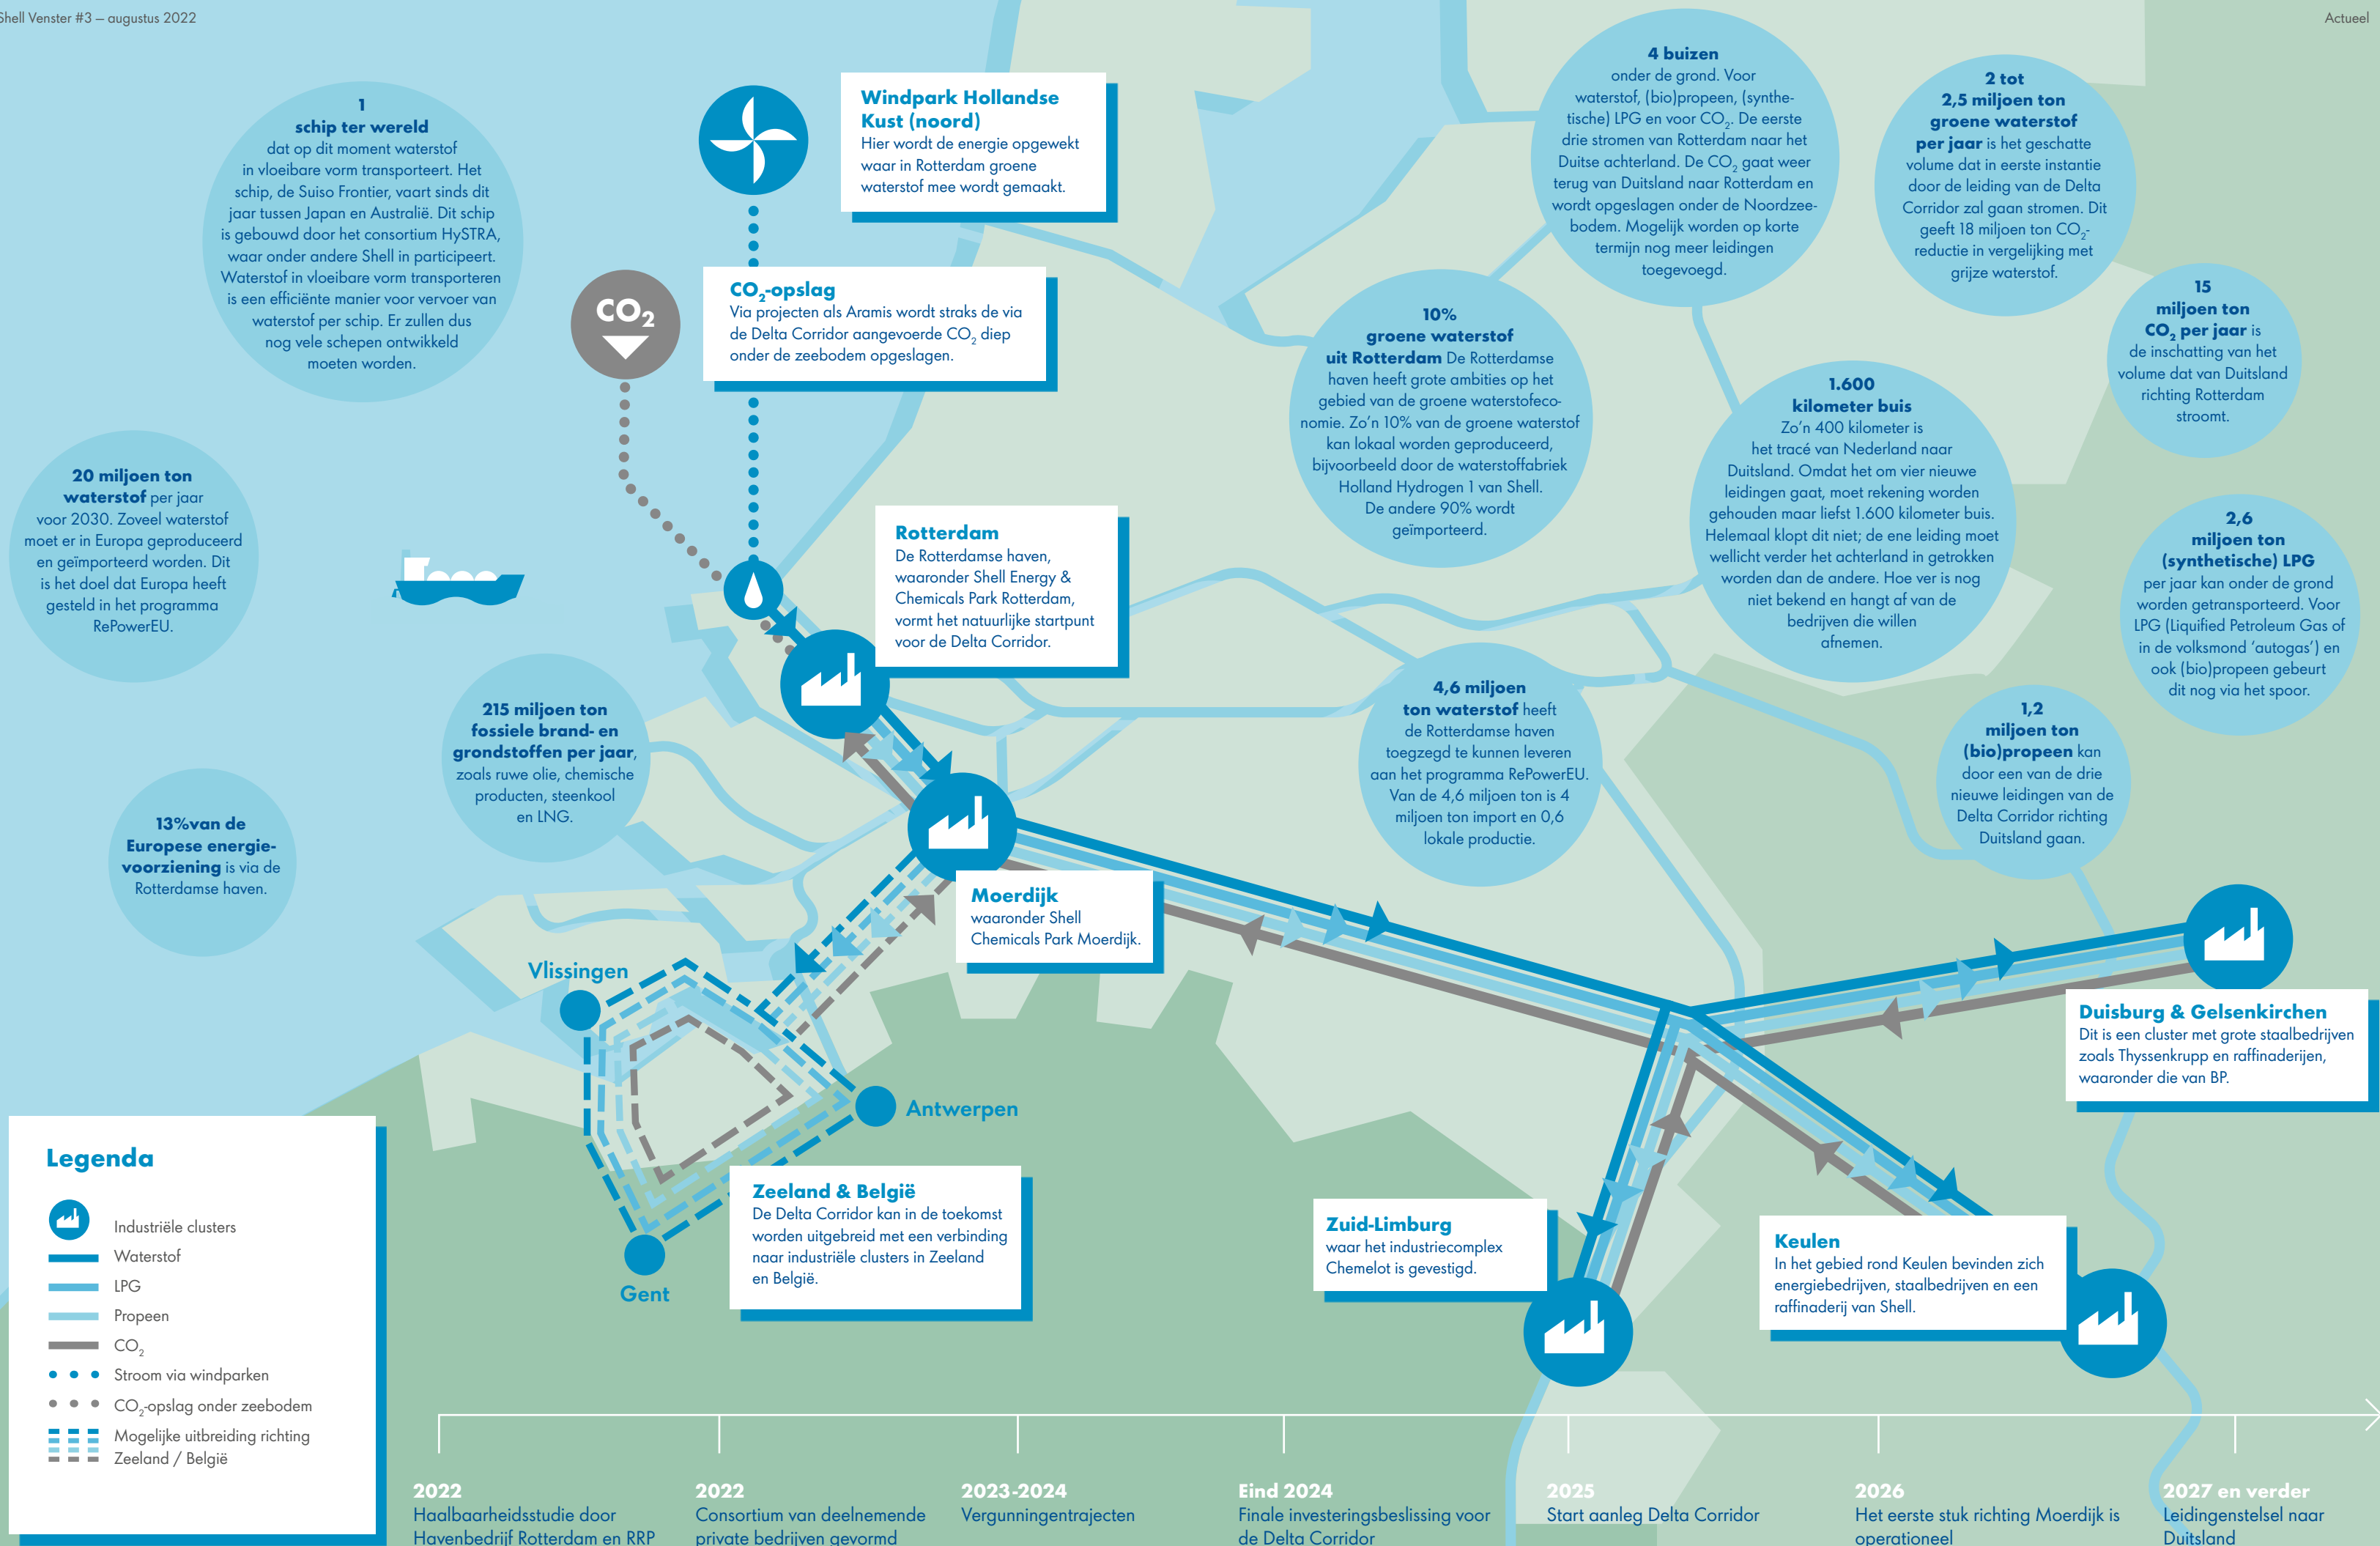 Shell Venster #3 – augustus 2022
Actueel
1
schip ter wereld
dat op dit moment waterstof
in vloeibare vorm transporteert. Het
schip, de Suiso Frontier, vaart sinds dit
jaar tussen Japan en Australië. Dit schip
is gebouwd door het consortium HySTRA,
waar onder andere Shell in participeert.
Waterstof in vloeibare vorm transporteren
is een efficiënte manier voor vervoer van
waterstof per schip. Er zullen dus
nog vele schepen ontwikkeld
moeten worden.
Windpark Hollandse
Kust (noord)
Hier wordt de energie opgewekt
waar in Rotterdam groene
waterstof mee wordt gemaakt.
CO2
CO2-opslag
Via projecten als Aramis wordt straks de via
de Delta Corridor aangevoerde CO2 diep
onder de zeebodem opgeslagen.
4 buizen
onder de grond. Voor
waterstof, (bio)propeen, (synthe-
tische) LPG en voor CO2. De eerste
drie stromen van Rotterdam naar het
Duitse achterland. De CO2 gaat weer
terug van Duitsland naar Rotterdam en
wordt opgeslagen onder de Noordzee-
bodem. Mogelijk worden op korte
termijn nog meer leidingen
toegevoegd.
2 tot
2,5 miljoen ton
groene waterstof
per jaar is het geschatte
volume dat in eerste instantie
door de leiding van de Delta
Corridor zal gaan stromen. Dit
geeft 18 miljoen ton CO2-
reductie in vergelijking met
grijze waterstof.
15
miljoen ton
CO2 per jaar is
de inschatting van het
volume dat van Duitsland
richting Rotterdam
stroomt.
10%
groene waterstof
uit Rotterdam De Rotterdamse
haven heeft grote ambities op het
gebied van de groene waterstofeco-
nomie. Zo'n 10% van de groene waterstof
kan lokaal worden geproduceerd,
bijvoorbeeld door de waterstoffabriek
Holland Hydrogen 1 van Shell.
De andere 90% wordt
geïmporteerd.
1.600
kilometer buis
Zo'n 400 kilometer is
het tracé van Nederland naar
Duitsland. Omdat het om vier nieuwe
leidingen gaat, moet rekening worden
gehouden maar liefst 1.600 kilometer buis.
Helemaal klopt dit niet; de ene leiding moet
wellicht verder het achterland in getrokken
worden dan de andere. Hoe ver is nog
niet bekend en hangt af van de
bedrijven die willen
afnemen.
20 miljoen ton
waterstof per jaar
voor 2030. Zoveel waterstof
moet er in Europa geproduceerd
en geïmporteerd worden. Dit
is het doel dat Europa heeft
gesteld in het programma
RePowerEU.
Rotterdam
De Rotterdamse haven,
waaronder Shell Energy &
Chemicals Park Rotterdam,
vormt het natuurlijke startpunt
voor de Delta Corridor.
2,6
miljoen ton
(synthetische) LPG
per jaar kan onder de grond
worden getransporteerd. Voor
LPG (Liquified Petroleum Gas of
in de volksmond 'autogas') en
ook (bio)propeen gebeurt
dit nog via het spoor.
215 miljoen ton
fossiele brand- en
grondstoffen per jaar,
zoals ruwe olie, chemische
producten, steenkool
en LNG.
4,6 miljoen
ton waterstof heeft
de Rotterdamse haven
toegzegd te kunnen leveren
aan het programma RePowerEU.
Van de 4,6 miljoen ton is 4
miljoen ton import en 0,6
lokale productie.
1,2
miljoen ton
(bio)propeen kan
door een van de drie
nieuwe leidingen van de
Delta Corridor richting
Duitsland gaan.
13%van de
Europese energie-
voorziening is via de
Rotterdamse haven.
Moerdijk
waaronder Shell
Chemicals Park Moerdijk.
Vlissingen
Antwerpen
Gent
Duisburg & Gelsenkirchen
Dit is een cluster met grote staalbedrijven
zoals Thyssenkrupp en raffinaderijen,
waaronder die van BP.
Zeeland & België
De Delta Corridor kan in de toekomst
worden uitgebreid met een verbinding
naar industriële clusters in Zeeland
en België.
Zuid-Limburg
waar het industriecomplex
Chemelot is gevestigd.
Keulen
In het gebied rond Keulen bevinden zich
energiebedrijven, staalbedrijven en een
raffinaderij van Shell.
Legenda
Industriële clusters
Waterstof
LPG
Propeen
CO2
Stroom via windparken
CO2-opslag onder zeebodem
Mogelijke uitbreiding richting
Zeeland / België
2022
Haalbaarheidsstudie door
Havenbedrijf Rotterdam en RRP
2022
Consortium van deelnemende
private bedrijven gevormd
2023-2024
Vergunningentrajecten
Eind 2024
Finale investeringsbeslissing voor
de Delta Corridor
2025
Start aanleg Delta Corridor
2026
Het eerste stuk richting Moerdijk is
operationeel
2027 en verder
Leidingenstelsel naar
Duitsland